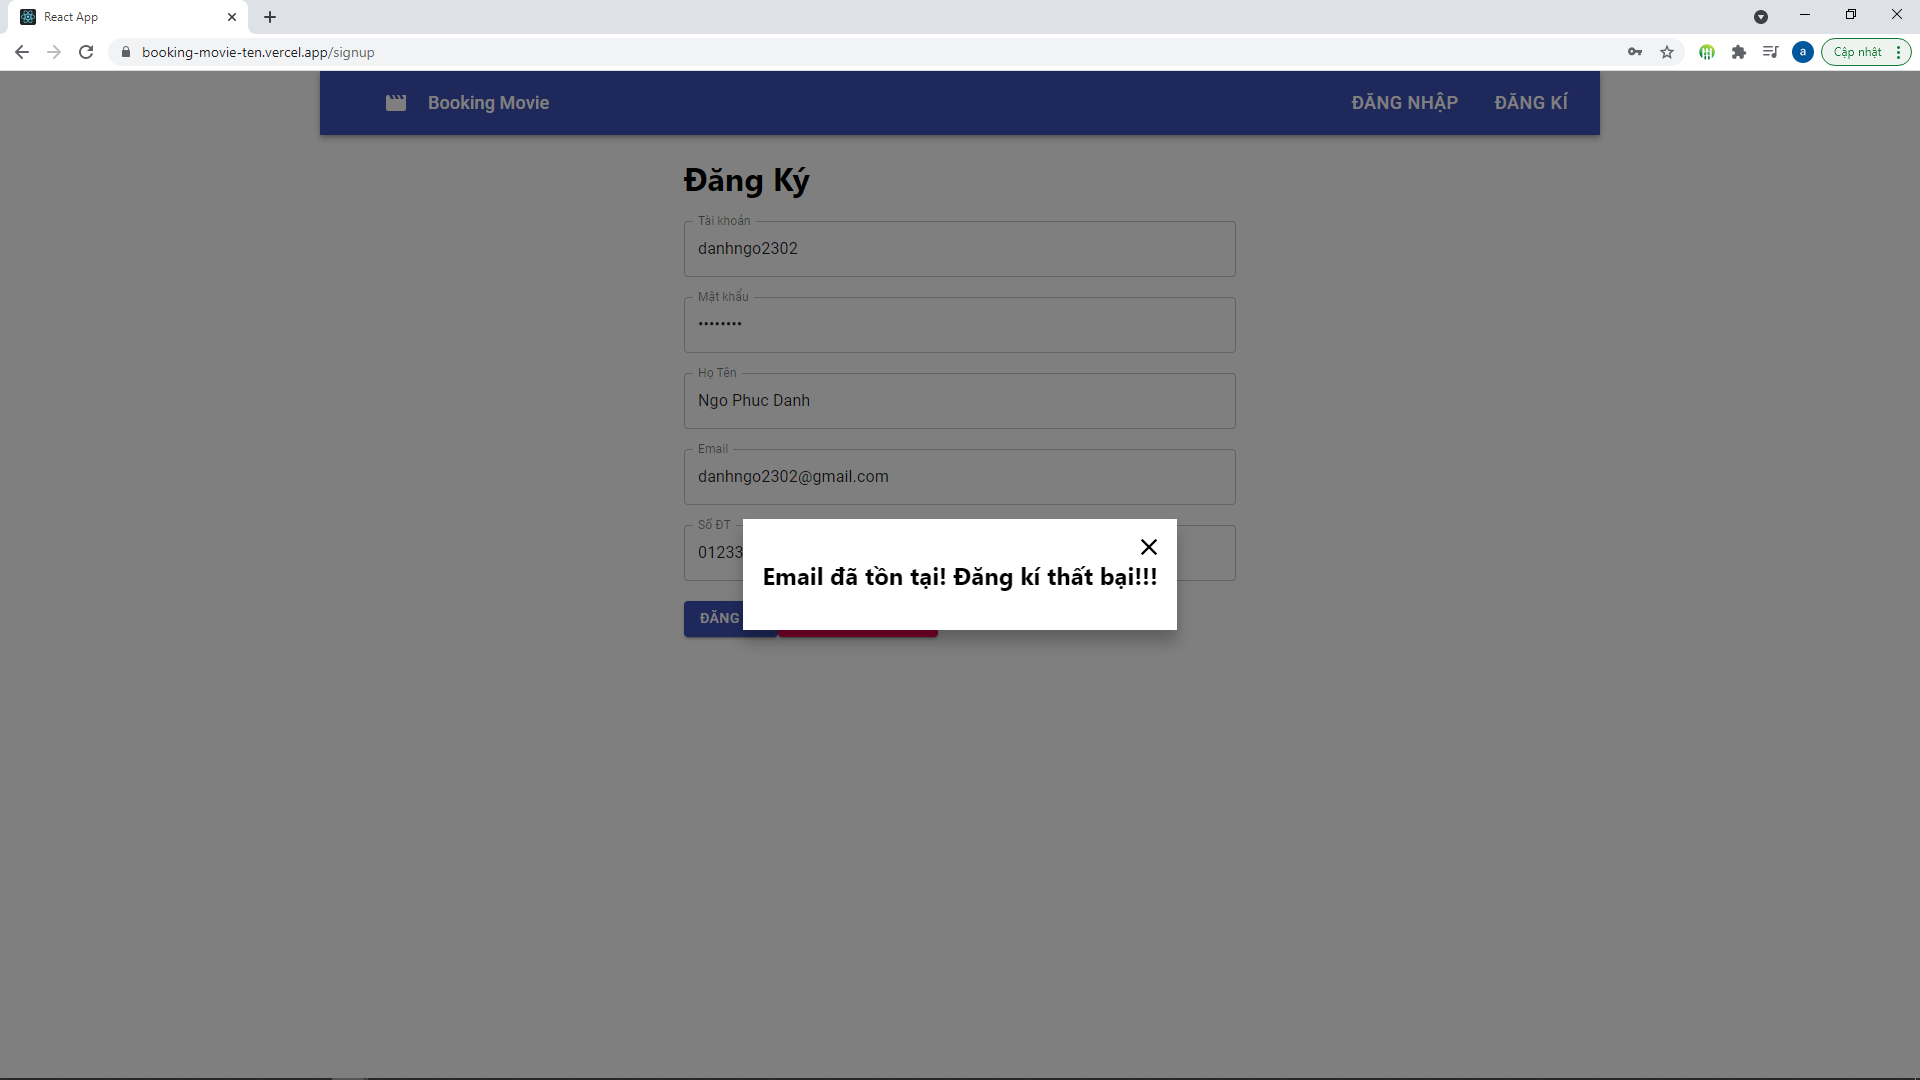 React App
booking-movie-ten.vercel.app/signup
a
Cập nhật
Booking Movie
ĐĂNG NHẬP
ĐĂNG KÍ
Đăng Ký
Tài khoản
danhngo2302
Mật khẩu
••••••••
Họ Tên
Ngo Phuc Danh
Email
danhngo2302@gmail.com
Số ĐT
01233
Email đã tồn tại! Đăng kí thất bại!!!
ĐĂNG